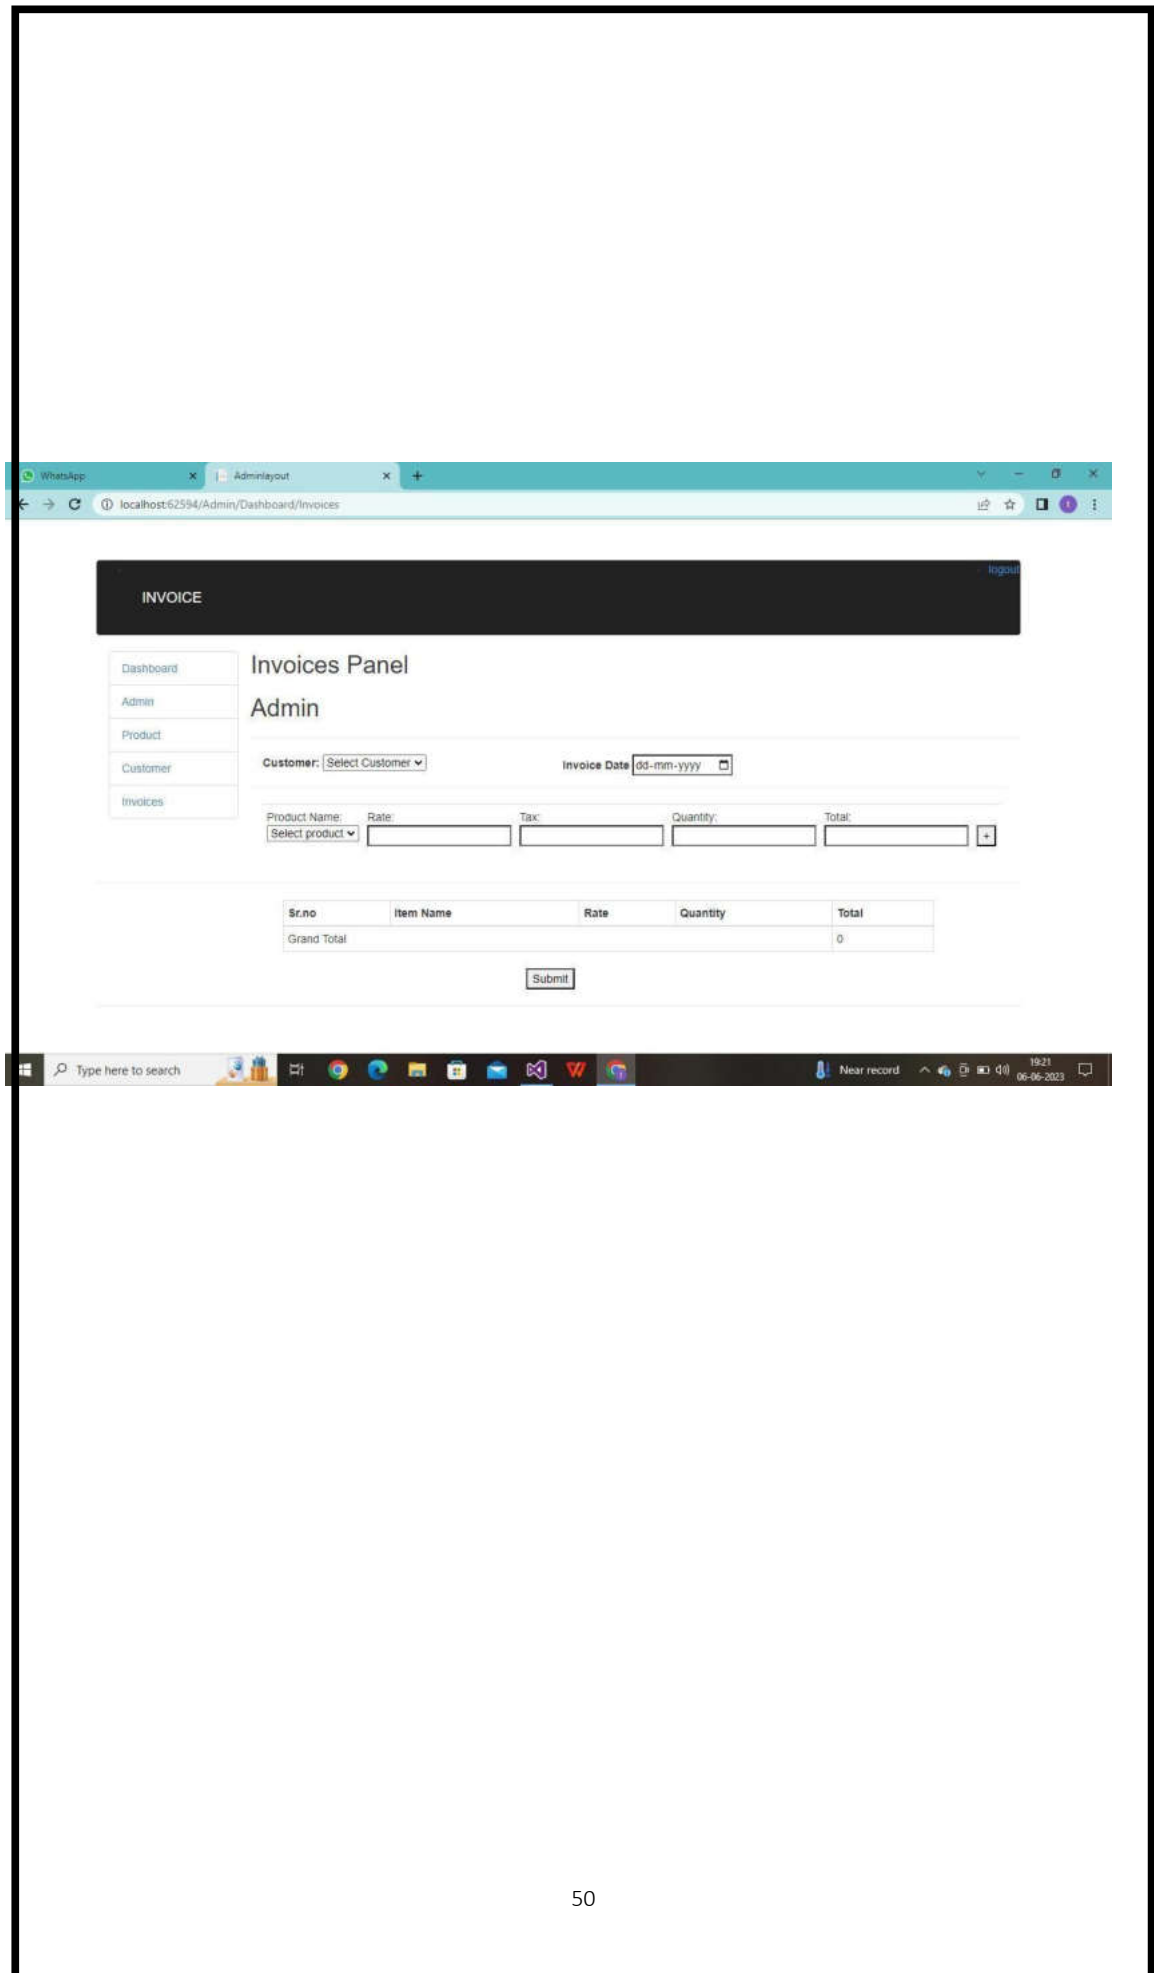 WhatsApp
Adminlayout
localhost:62594/Admin/Dashboard/Invoices
logout
INVOICE
Dashboard
Admin
Product
Customer
Invoices
Invoices Panel
Admin
Customer: Select Customer
Invoice Date dd-mm-yyyy
Product Name: Rate: Tax: Quantity: Total:
Select product +
Sr.no Item Name Rate Quantity Total
Grand Total 0
Submit
Type here to search
Near record
19:21
06-06-2023
50